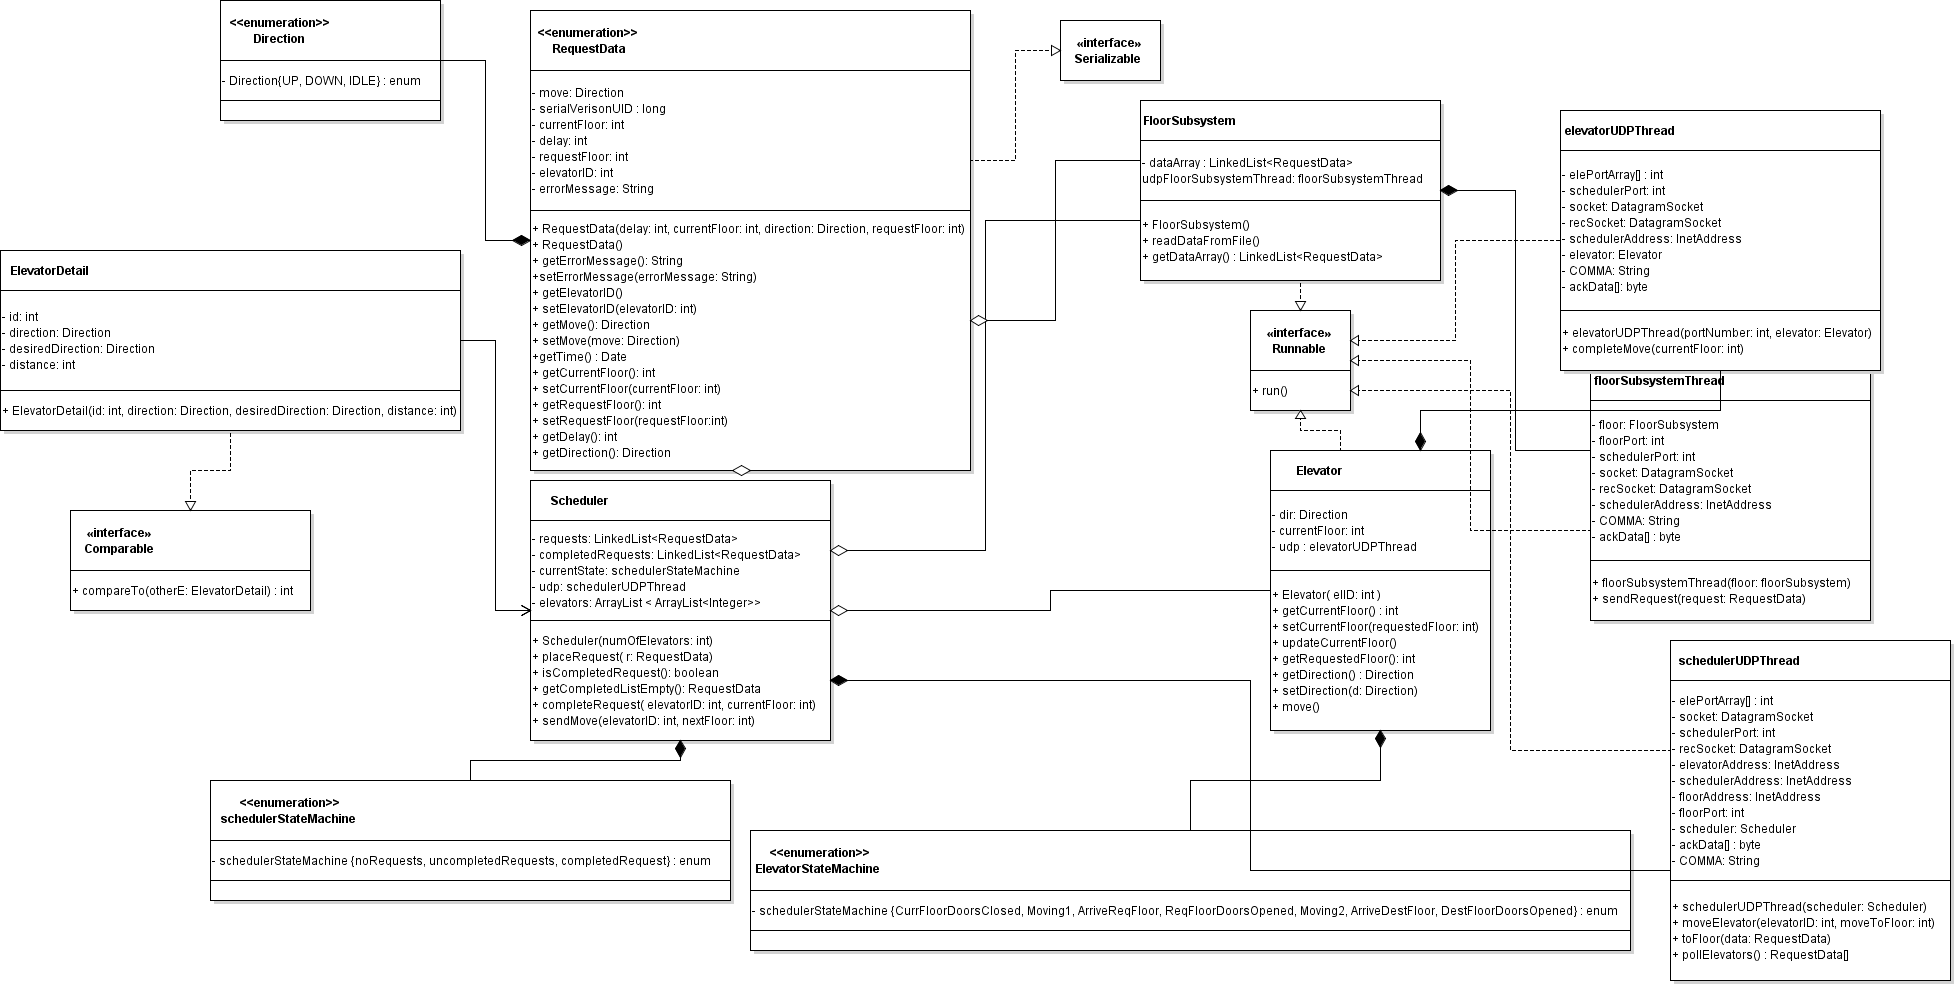 <<enumeration>>
Direction
- Direction{UP, DOWN, IDLE} : enum
<<enumeration>>
RequestData
- move: Direction
- serialVerisonUID : long
- currentFloor: int
- delay: int
- requestFloor: int
- elevatorID: int
- errorMessage: String
+ RequestData(delay: int, currentFloor: int, direction: Direction, requestFloor: int)
+ RequestData()
+ getErrorMessage(): String
+setErrorMessage(errorMessage: String)
+ getElevatorID()
+ setElevatorID(elevatorID: int)
+ getMove(): Direction
+ setMove(move: Direction)
+getTime() : Date
+ getCurrentFloor(): int
+ setCurrentFloor(currentFloor: int)
+ getRequestFloor(): int
+ setRequestFloor(requestFloor:int)
+ getDelay(): int
+ getDirection(): Direction
«interface»
Serializable
FloorSubsystem
- dataArray : LinkedList<RequestData>
udpFloorSubsystemThread: floorSubsystemThread
+ FloorSubsystem()
+ readDataFromFile()
+ getDataArray() : LinkedList<RequestData>
elevatorUDPThread
- elePortArray[] : int
- schedulerPort: int
- socket: DatagramSocket
- recSocket: DatagramSocket
- schedulerAddress: InetAddress
- elevator: Elevator
- COMMA: String
- ackData[]: byte
+ elevatorUDPThread(portNumber: int, elevator: Elevator)
+ completeMove(currentFloor: int)
ElevatorDetail
- id: int
- direction: Direction
- desiredDirection: Direction
- distance: int
+ ElevatorDetail(id: int, direction: Direction, desiredDirection: Direction, distance: int)
«interface»
Runnable
+ run()
floorSubsystemThread
- floor: FloorSubsystem
- floorPort: int
- schedulerPort: int
- socket: DatagramSocket
- recSocket: DatagramSocket
- schedulerAddress: InetAddress
- COMMA: String
- ackData[] : byte
+ floorSubsystemThread(floor: floorSubsystem)
+ sendRequest(request: RequestData)
«interface»
Comparable
+ compareTo(otherE: ElevatorDetail) : int
Scheduler
- requests: LinkedList<RequestData>
- completedRequests: LinkedList<RequestData>
- currentState: schedulerStateMachine
- udp: schedulerUDPThread
- elevators: ArrayList < ArrayList<Integer>>
+ Scheduler(numOfElevators: int)
+ placeRequest( r: RequestData)
+ isCompletedRequest(): boolean
+ getCompletedListEmpty(): RequestData
+ completeRequest( elevatorID: int, currentFloor: int)
+ sendMove(elevatorID: int, nextFloor: int)
Elevator
- dir: Direction
- currentFloor: int
- udp : elevatorUDPThread
+ Elevator( elID: int )
+ getCurrentFloor() : int
+ setCurrentFloor(requestedFloor: int)
+ updateCurrentFloor()
+ getRequestedFloor(): int
+ getDirection() : Direction
+ setDirection(d: Direction)
+ move()
schedulerUDPThread
- elePortArray[] : int
- socket: DatagramSocket
- schedulerPort: int
- recSocket: DatagramSocket
- elevatorAddress: InetAddress
- schedulerAddress: InetAddress
- floorAddress: InetAddress
- floorPort: int
- scheduler: Scheduler
- ackData[] : byte
- COMMA: String
+ schedulerUDPThread(scheduler: Scheduler)
+ moveElevator(elevatorID: int, moveToFloor: int)
+ toFloor(data: RequestData)
+ pollElevators() : RequestData[]
<<enumeration>>
schedulerStateMachine
- schedulerStateMachine {noRequests, uncompletedRequests, completedRequest} : enum
<<enumeration>>
ElevatorStateMachine
- schedulerStateMachine {CurrFloorDoorsClosed, Moving1, ArriveReqFloor, ReqFloorDoorsOpened, Moving2, ArriveDestFloor, DestFloorDoorsOpened} : enum